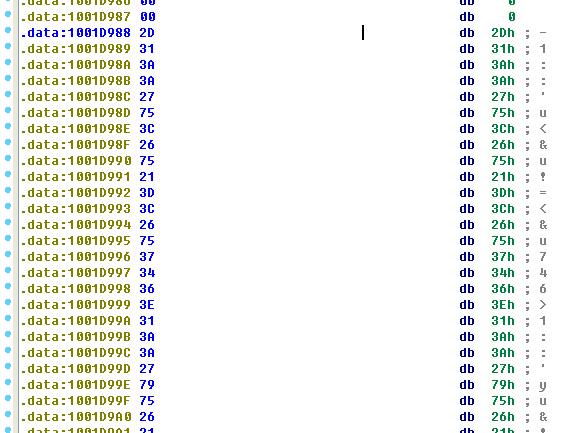 .data:1001D986 00 db 0
.data:1001D987 00 db 0
.data:1001D988 2D db 2Dh ; -
.data:1001D989 31 db 31h ; 1
.data:1001D98A 3A db 3Ah ; :
.data:1001D98B 3A db 3Ah ; :
.data:1001D98C 27 db 27h ; '
.data:1001D98D 75 db 75h ; u
.data:1001D98E 3C db 3Ch ; <
.data:1001D98F 26 db 26h ; &
.data:1001D990 75 db 75h ; u
.data:1001D991 21 db 21h ; !
.data:1001D992 3D db 3Dh ; =
.data:1001D993 3C db 3Ch ; <
.data:1001D994 26 db 26h ; &
.data:1001D995 75 db 75h ; u
.data:1001D996 37 db 37h ; 7
.data:1001D997 34 db 34h ; 4
.data:1001D998 36 db 36h ; 6
.data:1001D999 3E db 3Eh ; >
.data:1001D99A 31 db 31h ; 1
.data:1001D99B 3A db 3Ah ; :
.data:1001D99C 3A db 3Ah ; :
.data:1001D99D 27 db 27h ; '
.data:1001D99E 79 db 79h ; y
.data:1001D99F 75 db 75h ; u
.data:1001D9A0 26 db 26h ; &
.data:1001D9A1 21 db 21h ; !